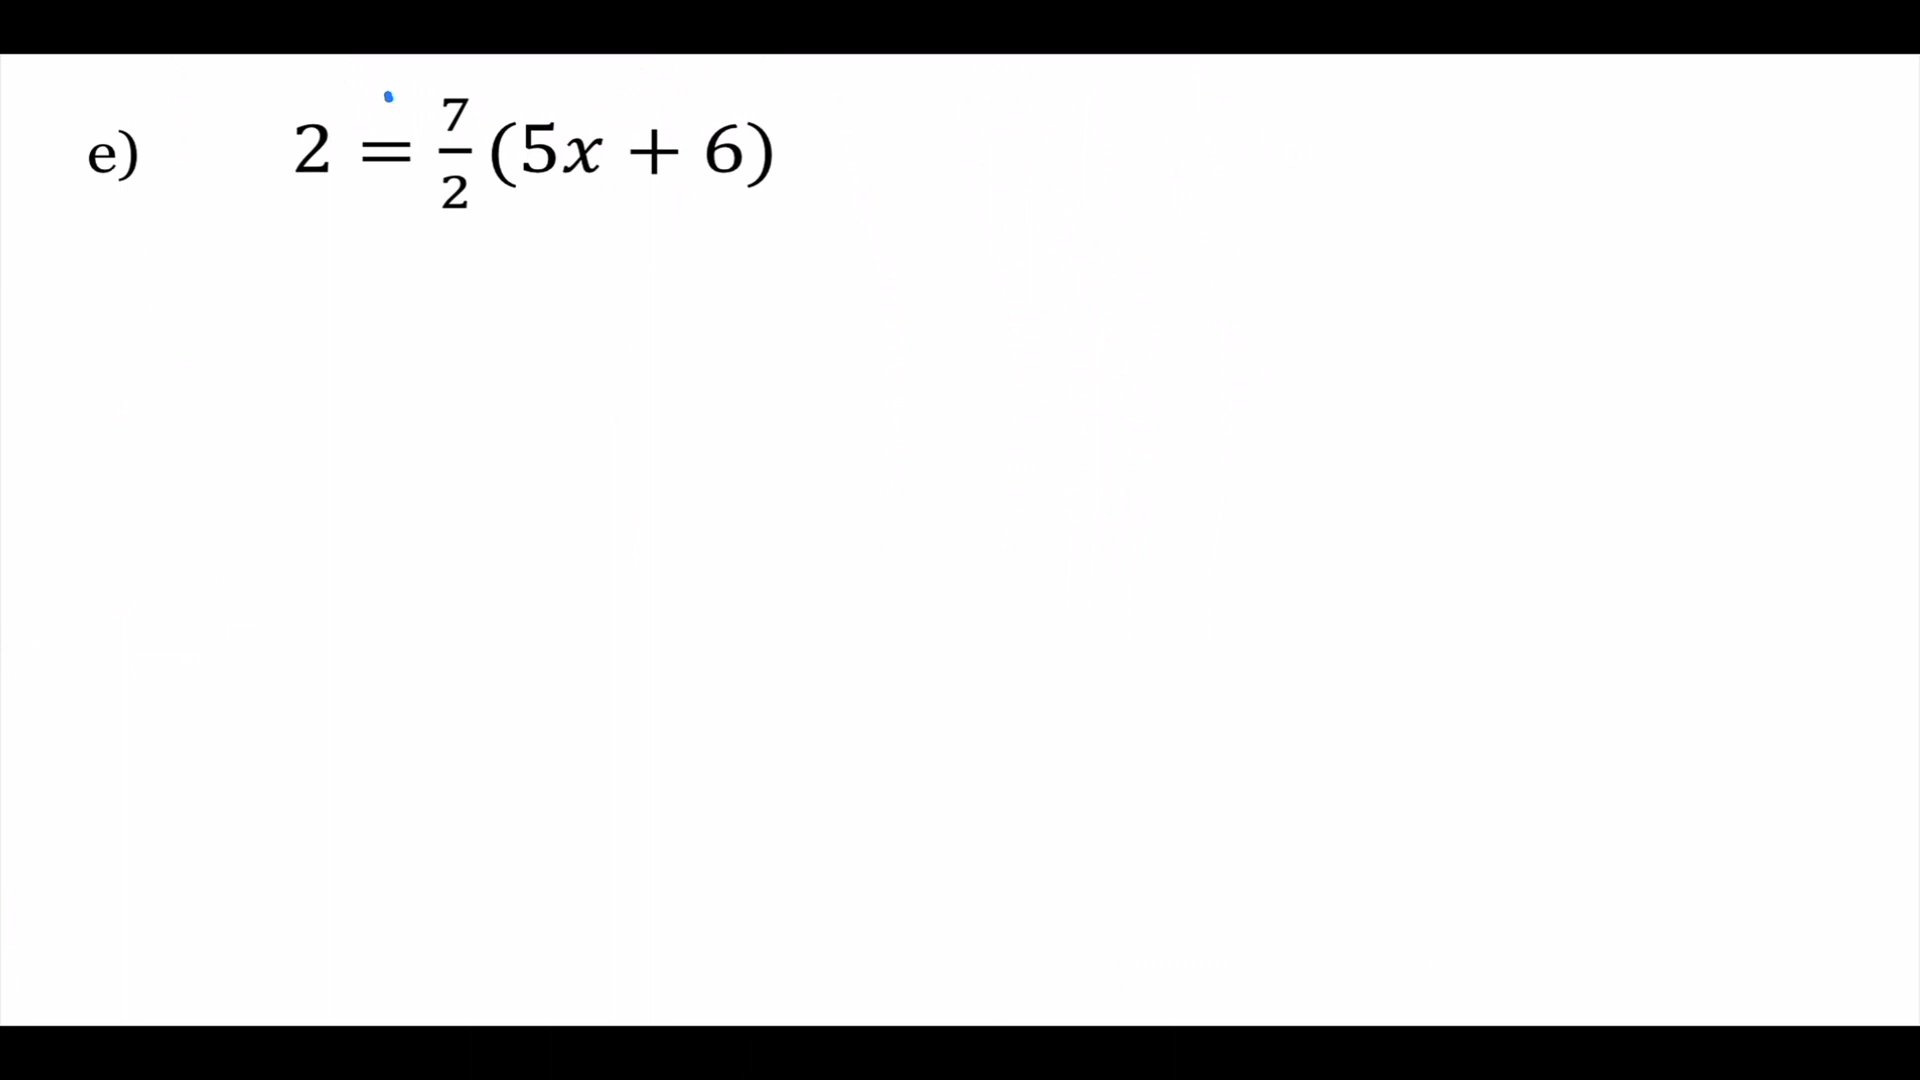 e) 2 = 7/2 (5x + 6)